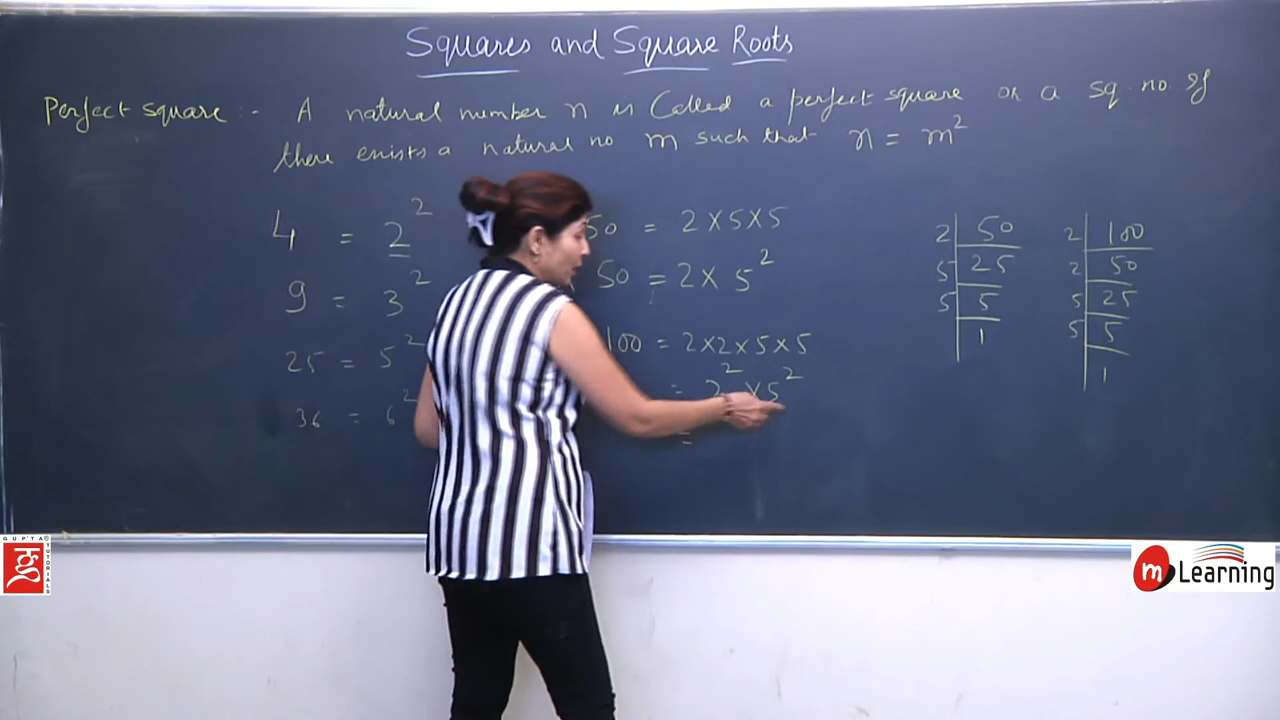 Squares and Square Roots
Perfect square :- A natural number n is called a perfect square or a sq. no. if
there exists a natural no m such that n = m²
4 = 2²
9 = 3²
25 = 5²
36 = 6²
50 = 2×5×5
50 = 2× 5²
100 = 2×2×5×5
= 2² × 5²
=
2 | 50
5 | 25
5 | 5
1
2 | 100
2 | 50
5 | 25
5 | 5
1
GUPTA TUTORIALS
m Learning